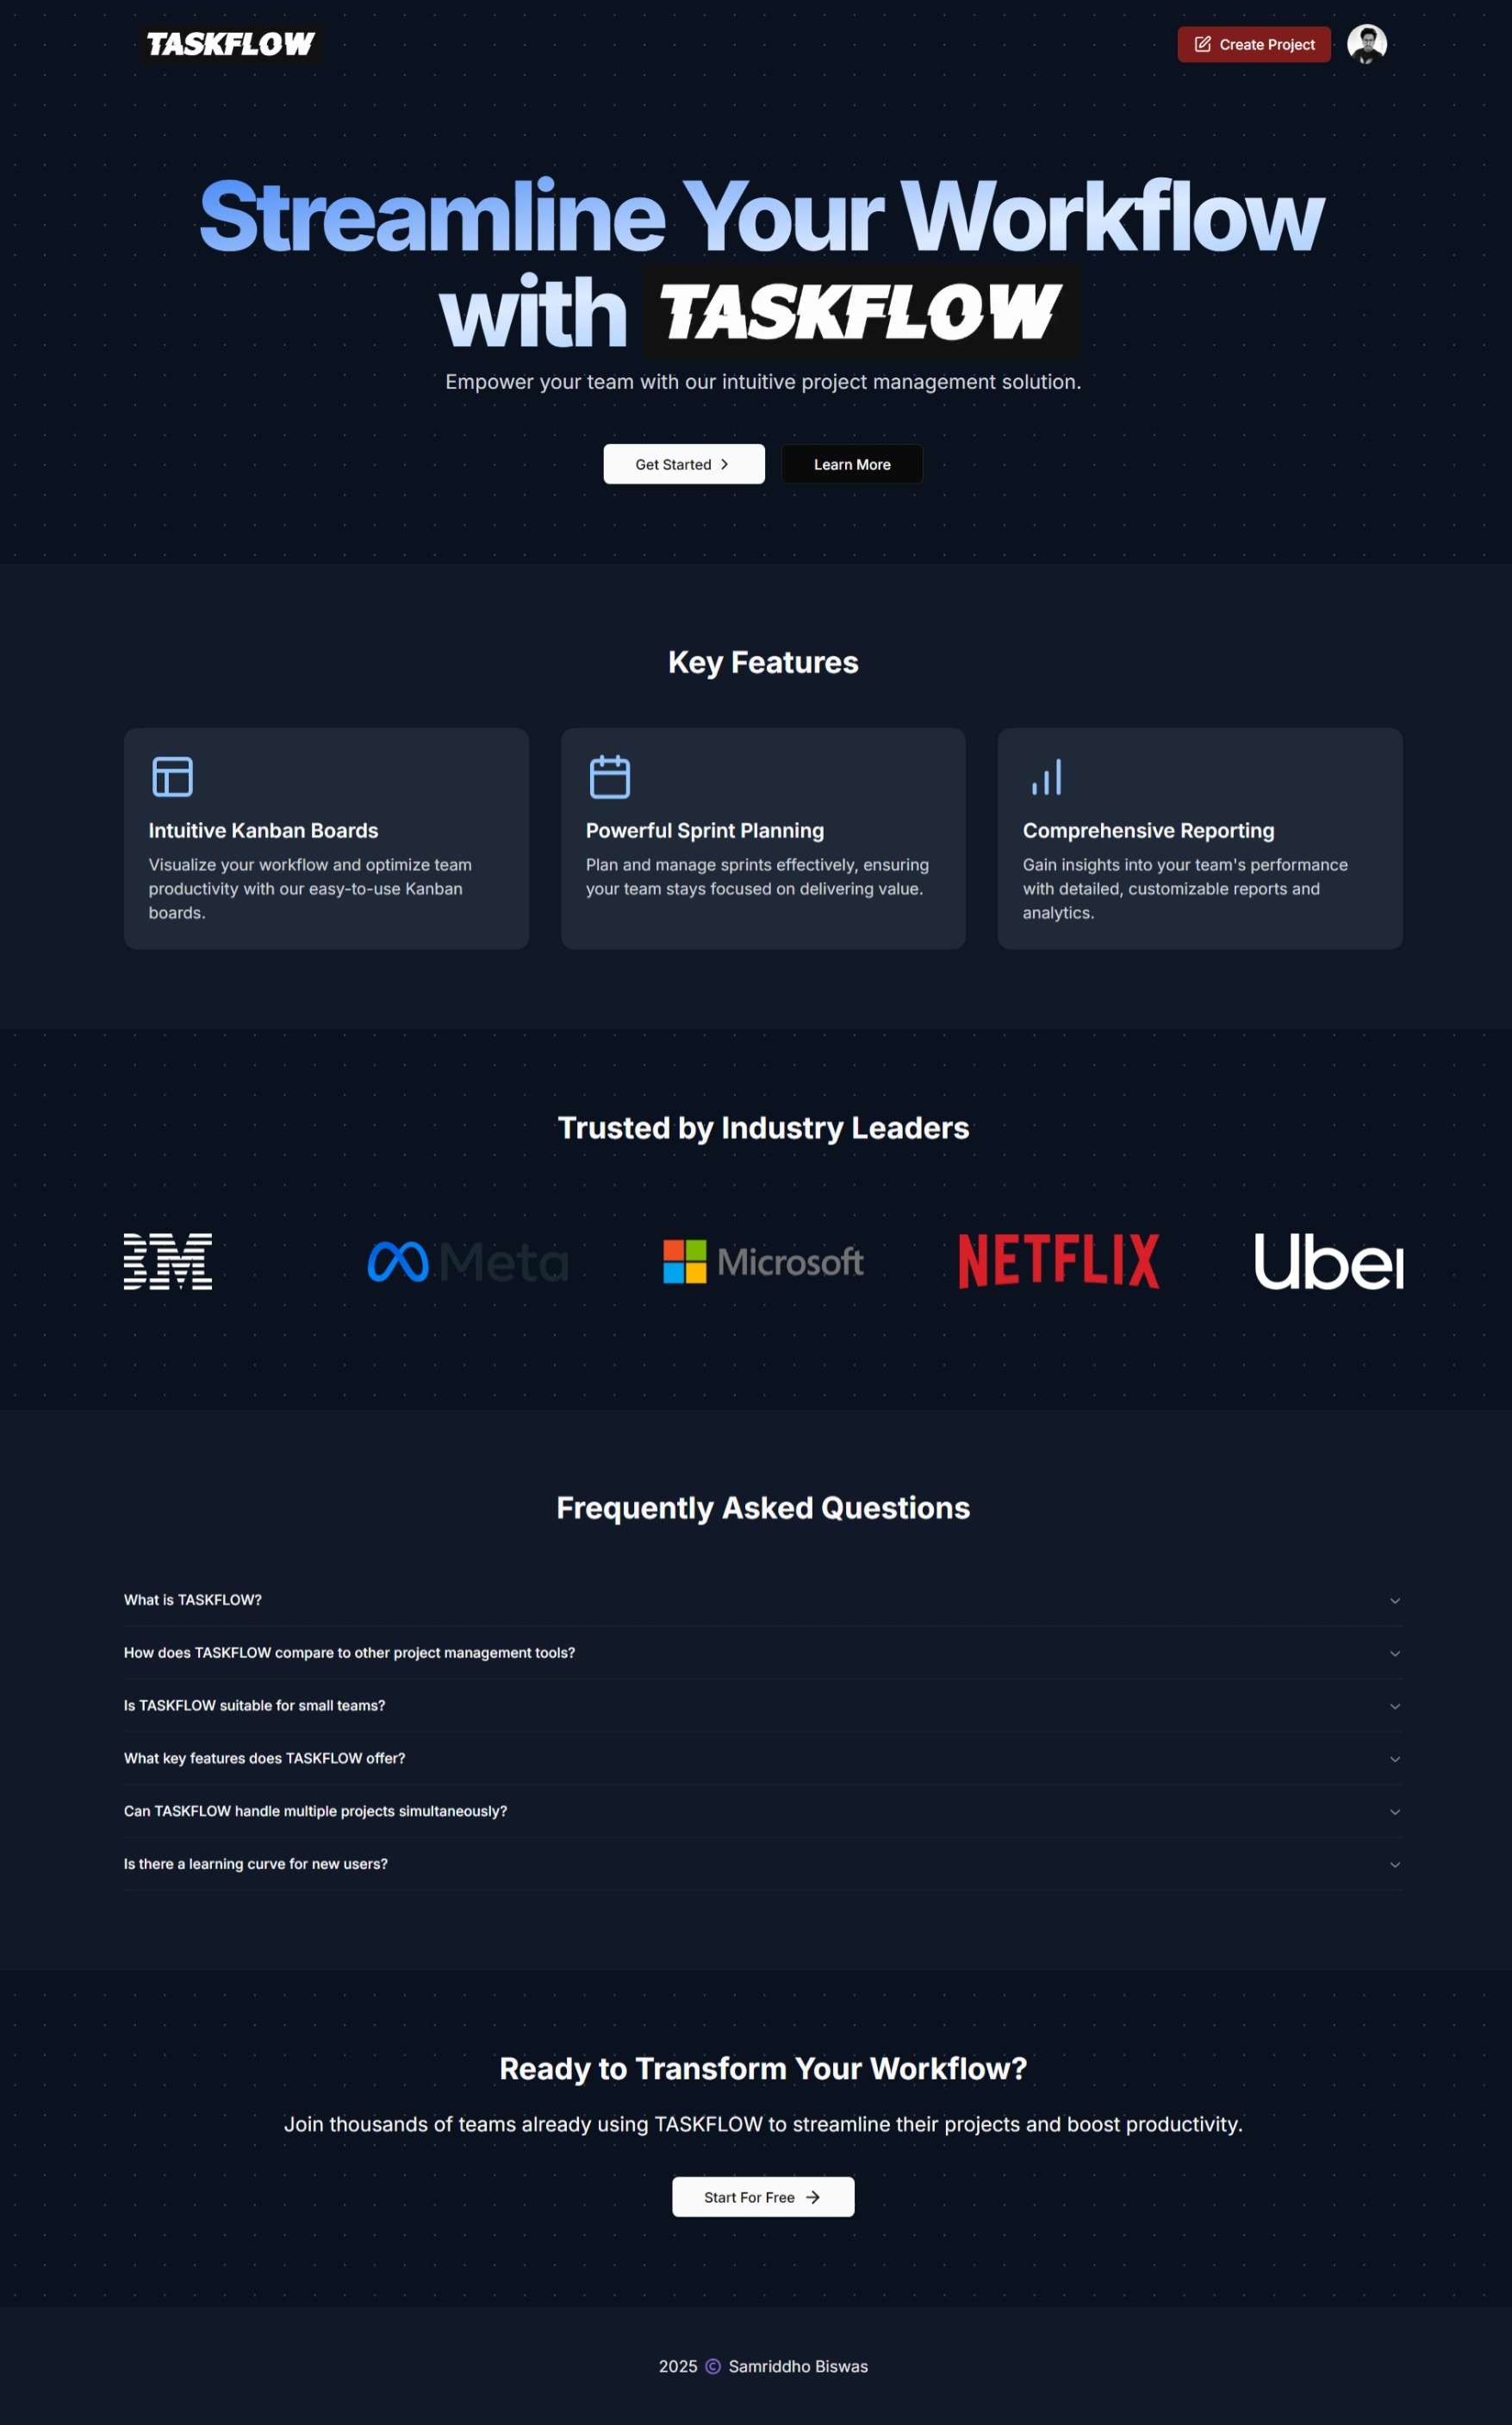 TASKFLOW
Create Project
Streamline Your Workflow
with TASKFLOW
Empower your team with our intuitive project management solution.
Get Started
Learn More
Key Features
Intuitive Kanban Boards
Visualize your workflow and optimize team
productivity with our easy-to-use Kanban
boards.
Powerful Sprint Planning
Plan and manage sprints effectively, ensuring
your team stays focused on delivering value.
Comprehensive Reporting
Gain insights into your team's performance
with detailed, customizable reports and
analytics.
Trusted by Industry Leaders
BM
Meta
Microsoft
NETFLIX
Uber
Frequently Asked Questions
What is TASKFLOW?
How does TASKFLOW compare to other project management tools?
Is TASKFLOW suitable for small teams?
What key features does TASKFLOW offer?
Can TASKFLOW handle multiple projects simultaneously?
Is there a learning curve for new users?
Ready to Transform Your Workflow?
Join thousands of teams already using TASKFLOW to streamline their projects and boost productivity.
Start For Free
2025 © Samriddho Biswas